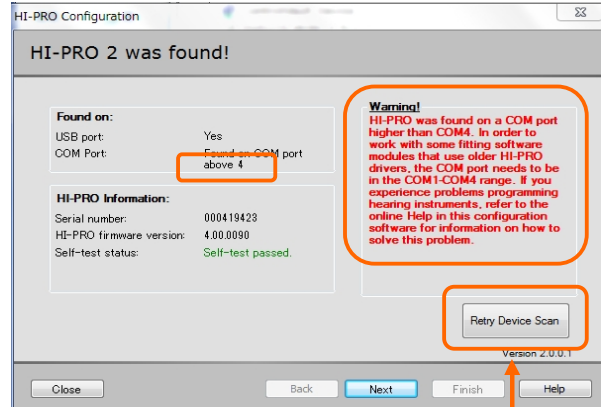 HI-PRO Configuration
HI-PRO 2 was found!
Found on:
USB port: Yes
COM Port: Found on COM port
above 4
HI-PRO Information:
Serial number: 000419423
HI-PRO firmware version: 4.00.0090
Self-test status: Self-test passed.
Warning!
HI-PRO was found on a COM port
higher than COM4. In order to
work with some fitting software
modules that use older HI-PRO
drivers, the COM port needs to be
in the COM1-COM4 range. If you
experience problems programming
hearing instruments, refer to the
online Help in this configuration
software for information on how to
solve this problem.
Retry Device Scan
Version 2.0.0.1
Close Back Next Finish Help